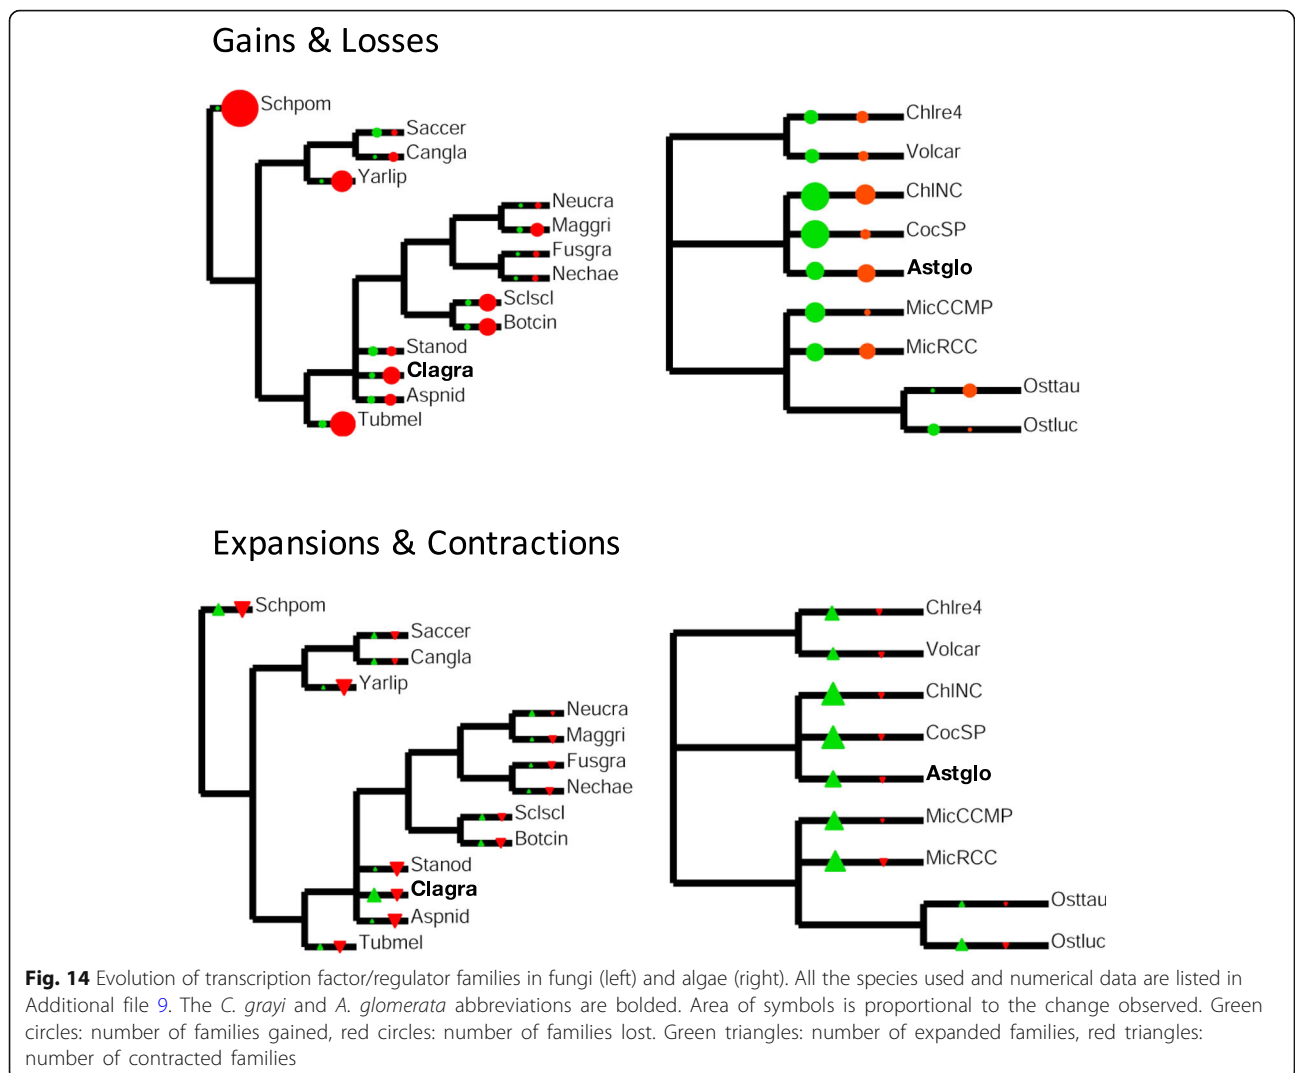 Gains & Losses
Schpom
Saccer
Cangla
Yarlip
Neucra
Maggri
Fusgra
Nechae
Sclscl
Botcin
Stanod
Clagra
Aspnid
Tubmel
Chlre4
Volcar
ChlNC
CocSP
Astglo
MicCCMP
MicRCC
Osttau
Ostluc
Expansions & Contractions
Schpom
Saccer
Cangla
Yarlip
Neucra
Maggri
Fusgra
Nechae
Sclscl
Botcin
Stanod
Clagra
Aspnid
Tubmel
Chlre4
Volcar
ChlNC
CocSP
Astglo
MicCCMP
MicRCC
Osttau
Ostluc
Fig. 14 Evolution of transcription factor/regulator families in fungi (left) and algae (right). All the species used and numerical data are listed in
Additional file 9. The C. grayi and A. glomerata abbreviations are bolded. Area of symbols is proportional to the change observed. Green
circles: number of families gained, red circles: number of families lost. Green triangles: number of expanded families, red triangles:
number of contracted families